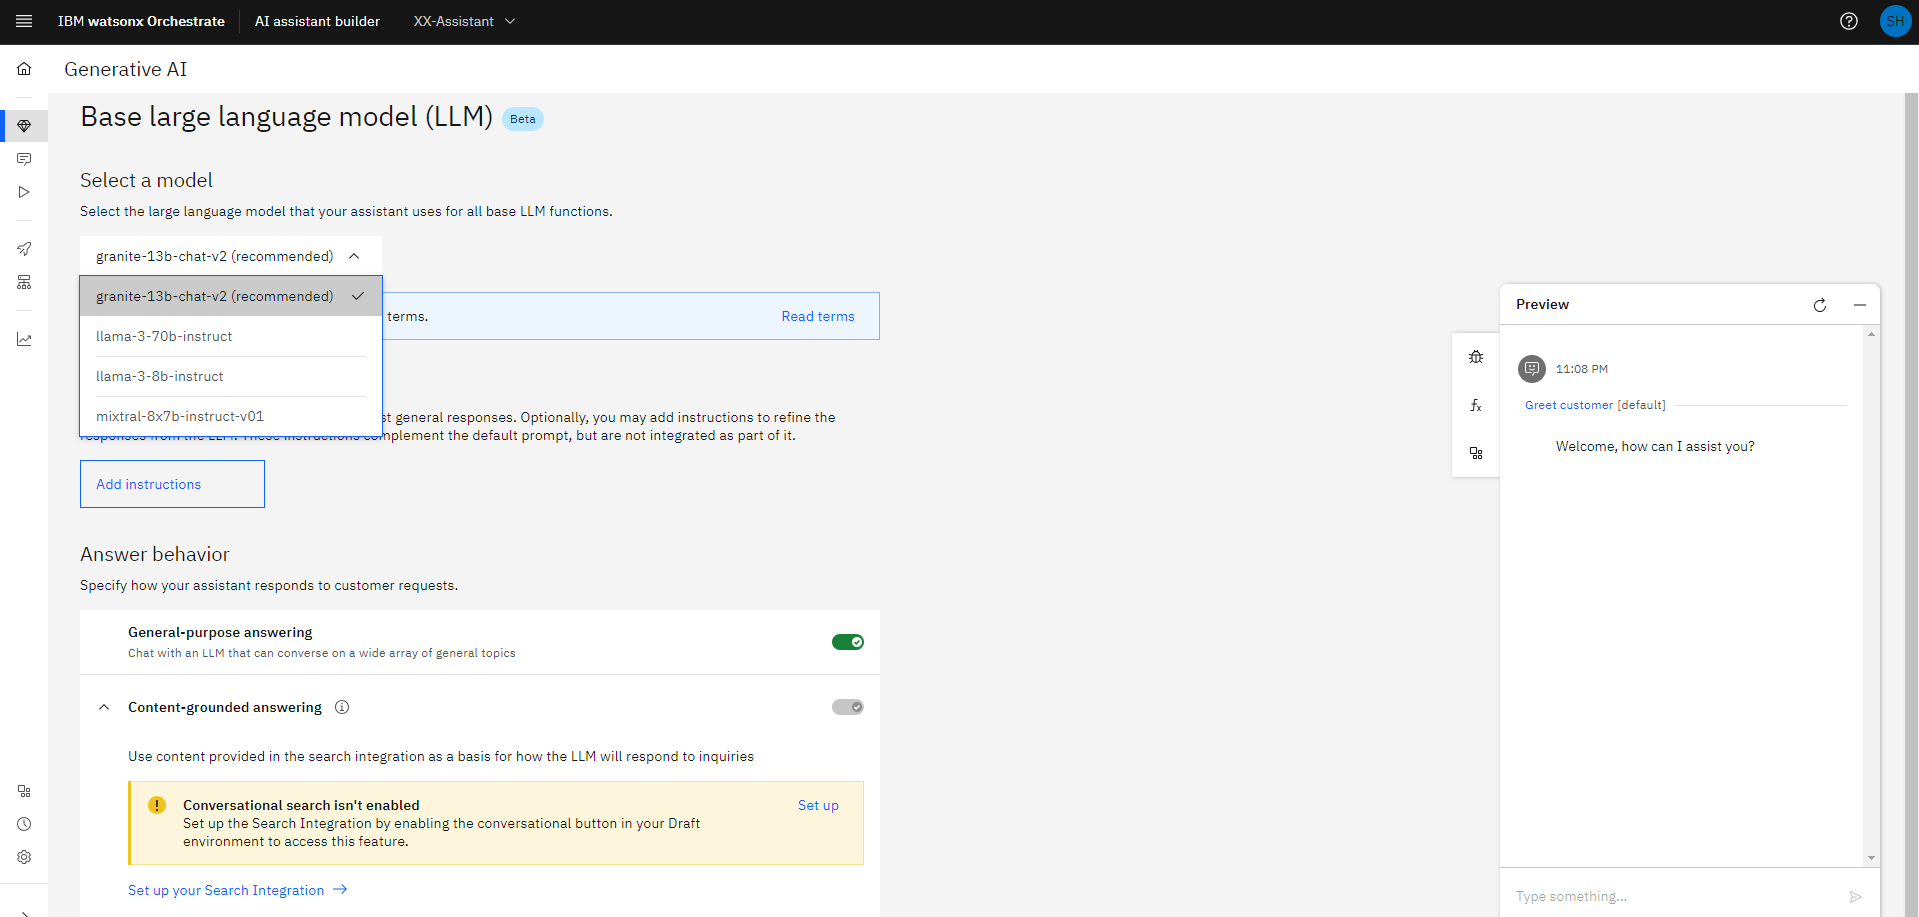 IBM watsonx Orchestrate
AI assistant builder
XX-Assistant
SH
Generative AI
Base large language model (LLM)
Beta
Select a model
Select the large language model that your assistant uses for all base LLM functions.
granite-13b-chat-v2 (recommended)
granite-13b-chat-v2 (recommended)
llama-3-70b-instruct
llama-3-8b-instruct
mixtral-8x7b-instruct-v01
terms.
Read terms
st general responses. Optionally, you may add instructions to refine the
responses from the LLM. These instructions complement the default prompt, but are not integrated as part of it.
Add instructions
Answer behavior
Specify how your assistant responds to customer requests.
General-purpose answering
Chat with an LLM that can converse on a wide array of general topics
Content-grounded answering
Use content provided in the search integration as a basis for how the LLM will respond to inquiries
Conversational search isn't enabled
Set up
Set up the Search Integration by enabling the conversational button in your Draft
environment to access this feature.
Set up your Search Integration
Preview
11:08 PM
Greet customer [default]
Welcome, how can I assist you?
Type something...